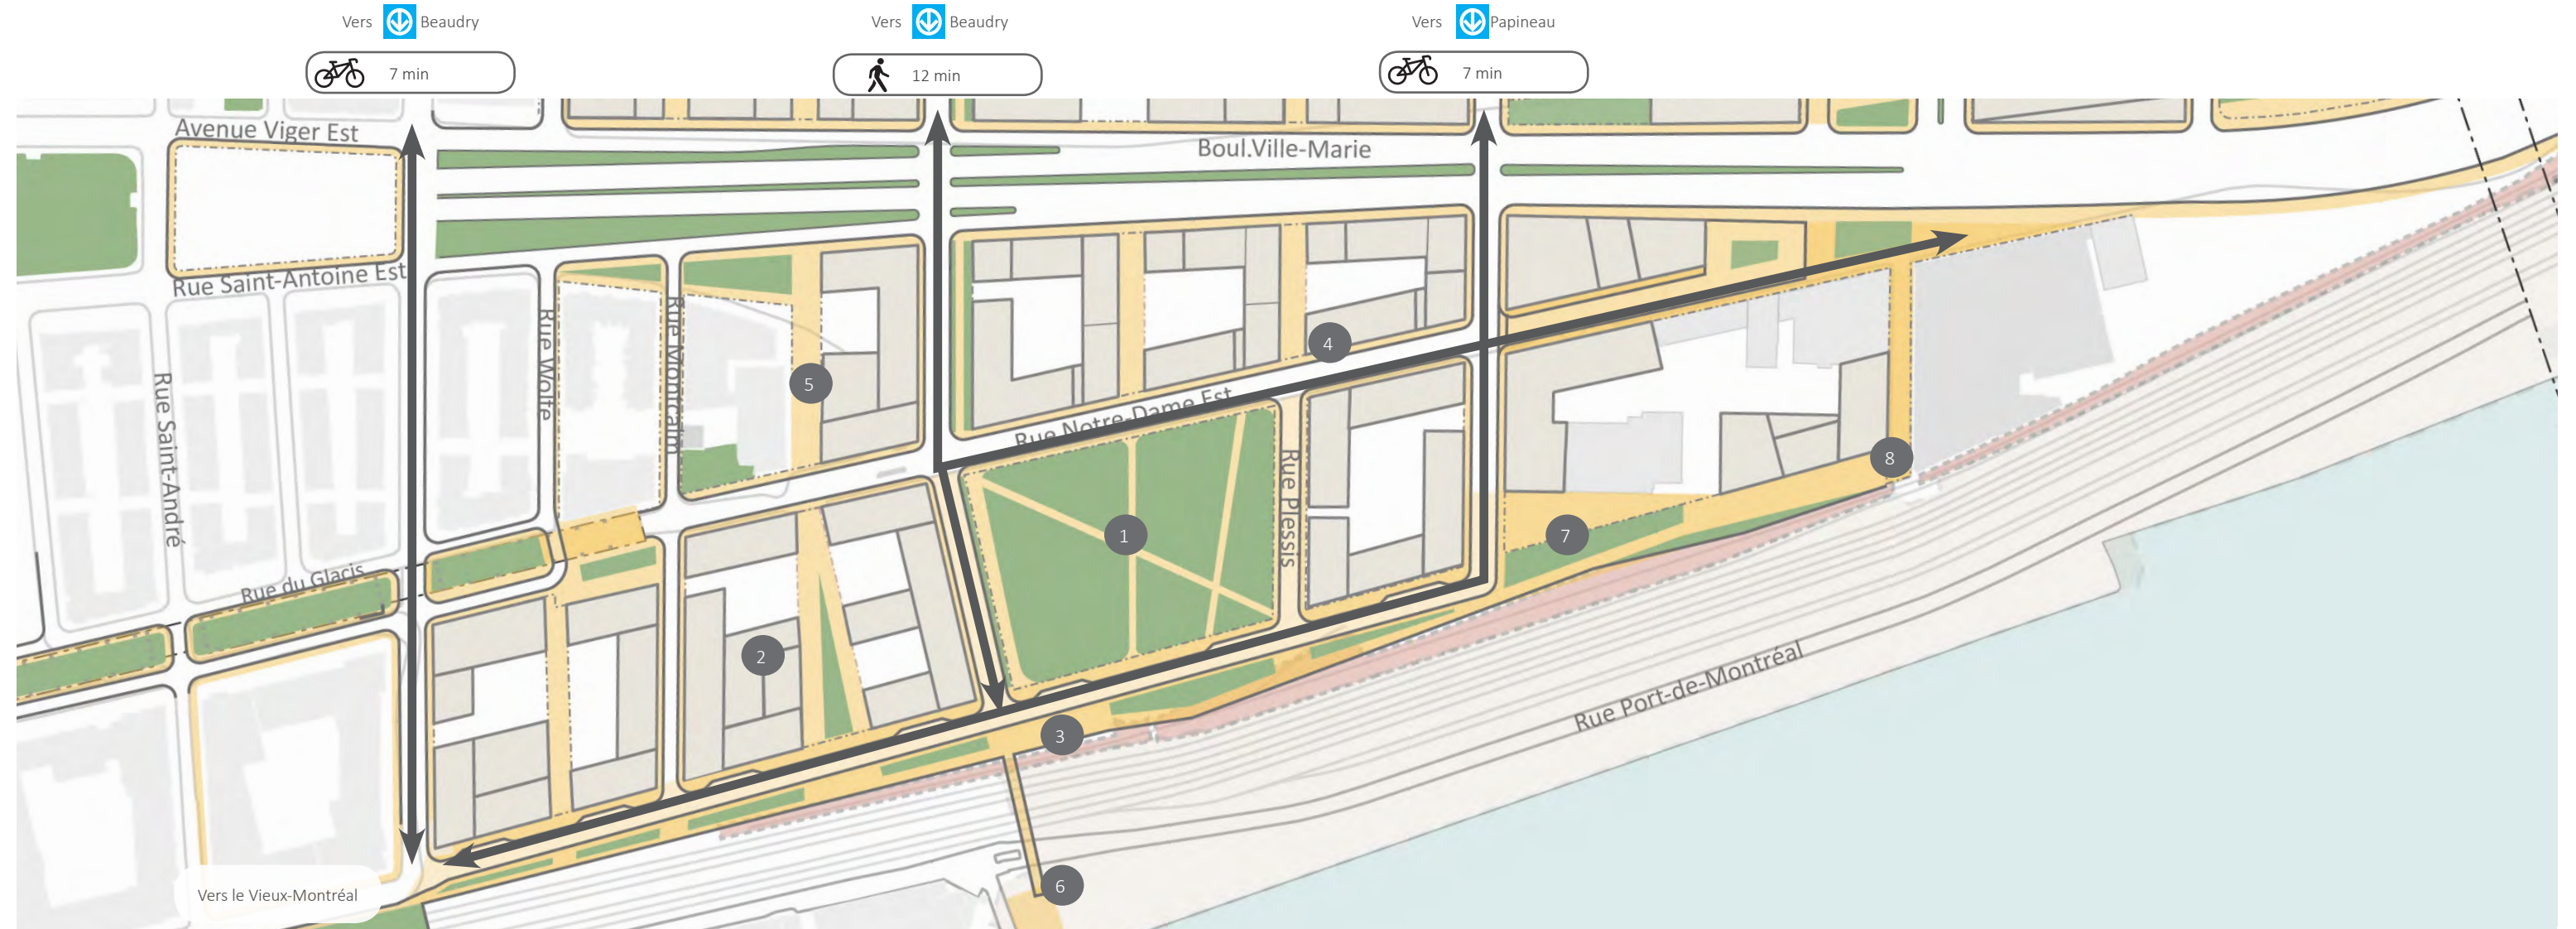 Vers Beaudry
7 min
Vers Beaudry
12 min
Vers Papineau
7 min
Avenue Viger Est
Boul.Ville-Marie
Rue Saint-Antoine Est
Rue Saint-André
Rue Wolfe
Rue Montcalm
5
4
Rue Notre-Dame Est
Rue Plessis
8
1
7
Rue du Glacis
2
3
Rue Port-de-Montréal
6
Vers le Vieux-Montréal